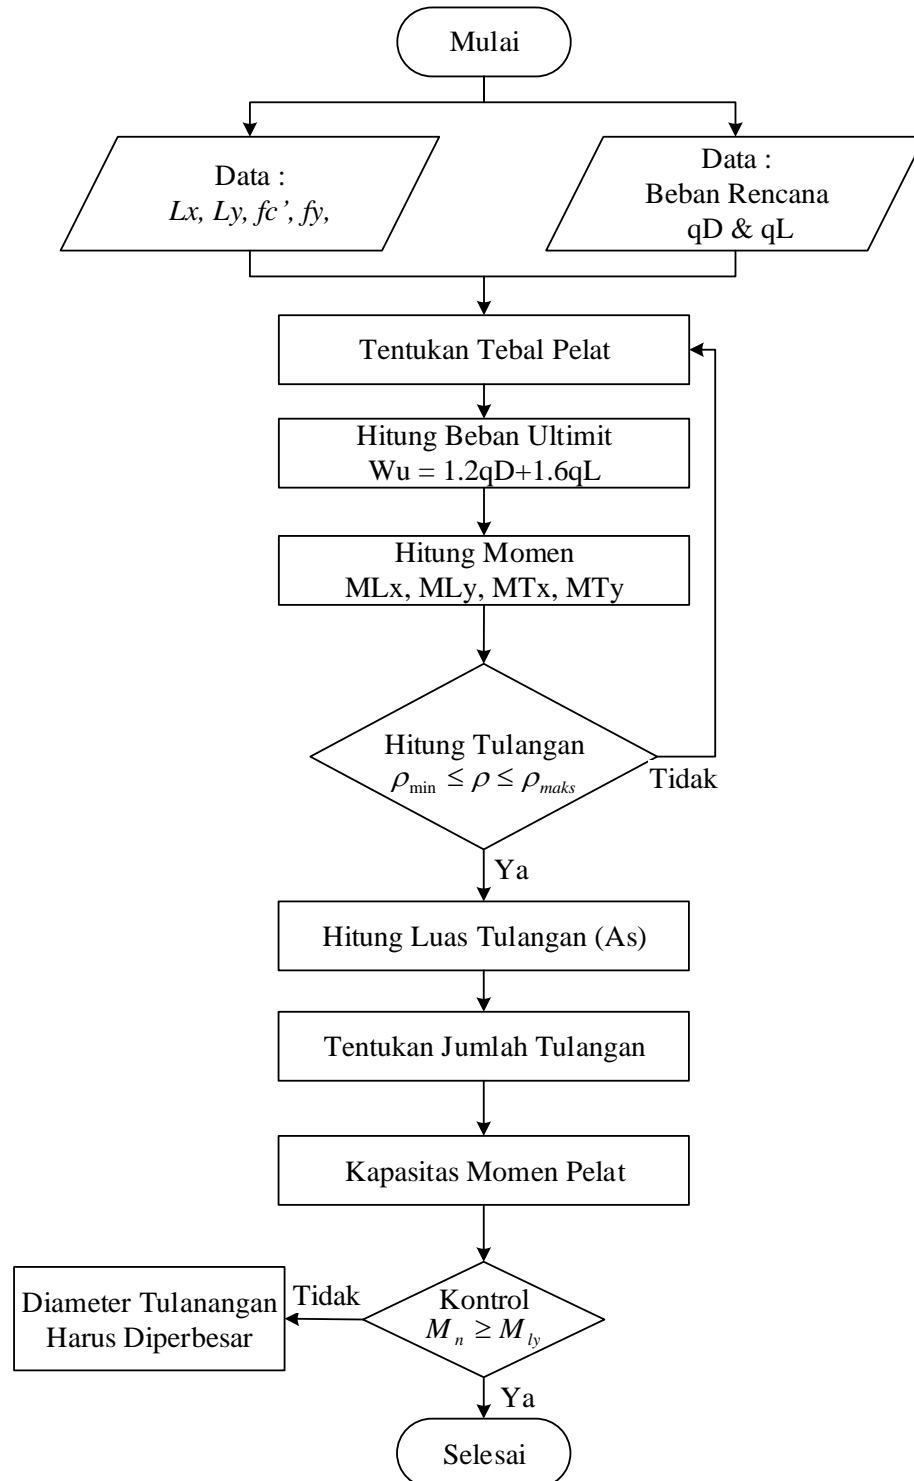 Mulai
Data :
Lx, Ly, fc’, fy,
Data :
Beban Rencana
qD & qL
Tentukan Tebal Pelat
Hitung Beban Ultimit
Wu = 1.2qD+1.6qL
Hitung Momen
MLx, MLy, MTx, MTy
Hitung Tulangan
ρmin ≤ ρ ≤ ρmaks
Tidak
Ya
Hitung Luas Tulangan (As)
Tentukan Jumlah Tulangan
Kapasitas Momen Pelat
Kontrol
Mn ≥ Mly
Tidak
Diameter Tulanangan
Harus Diperbesar
Ya
Selesai